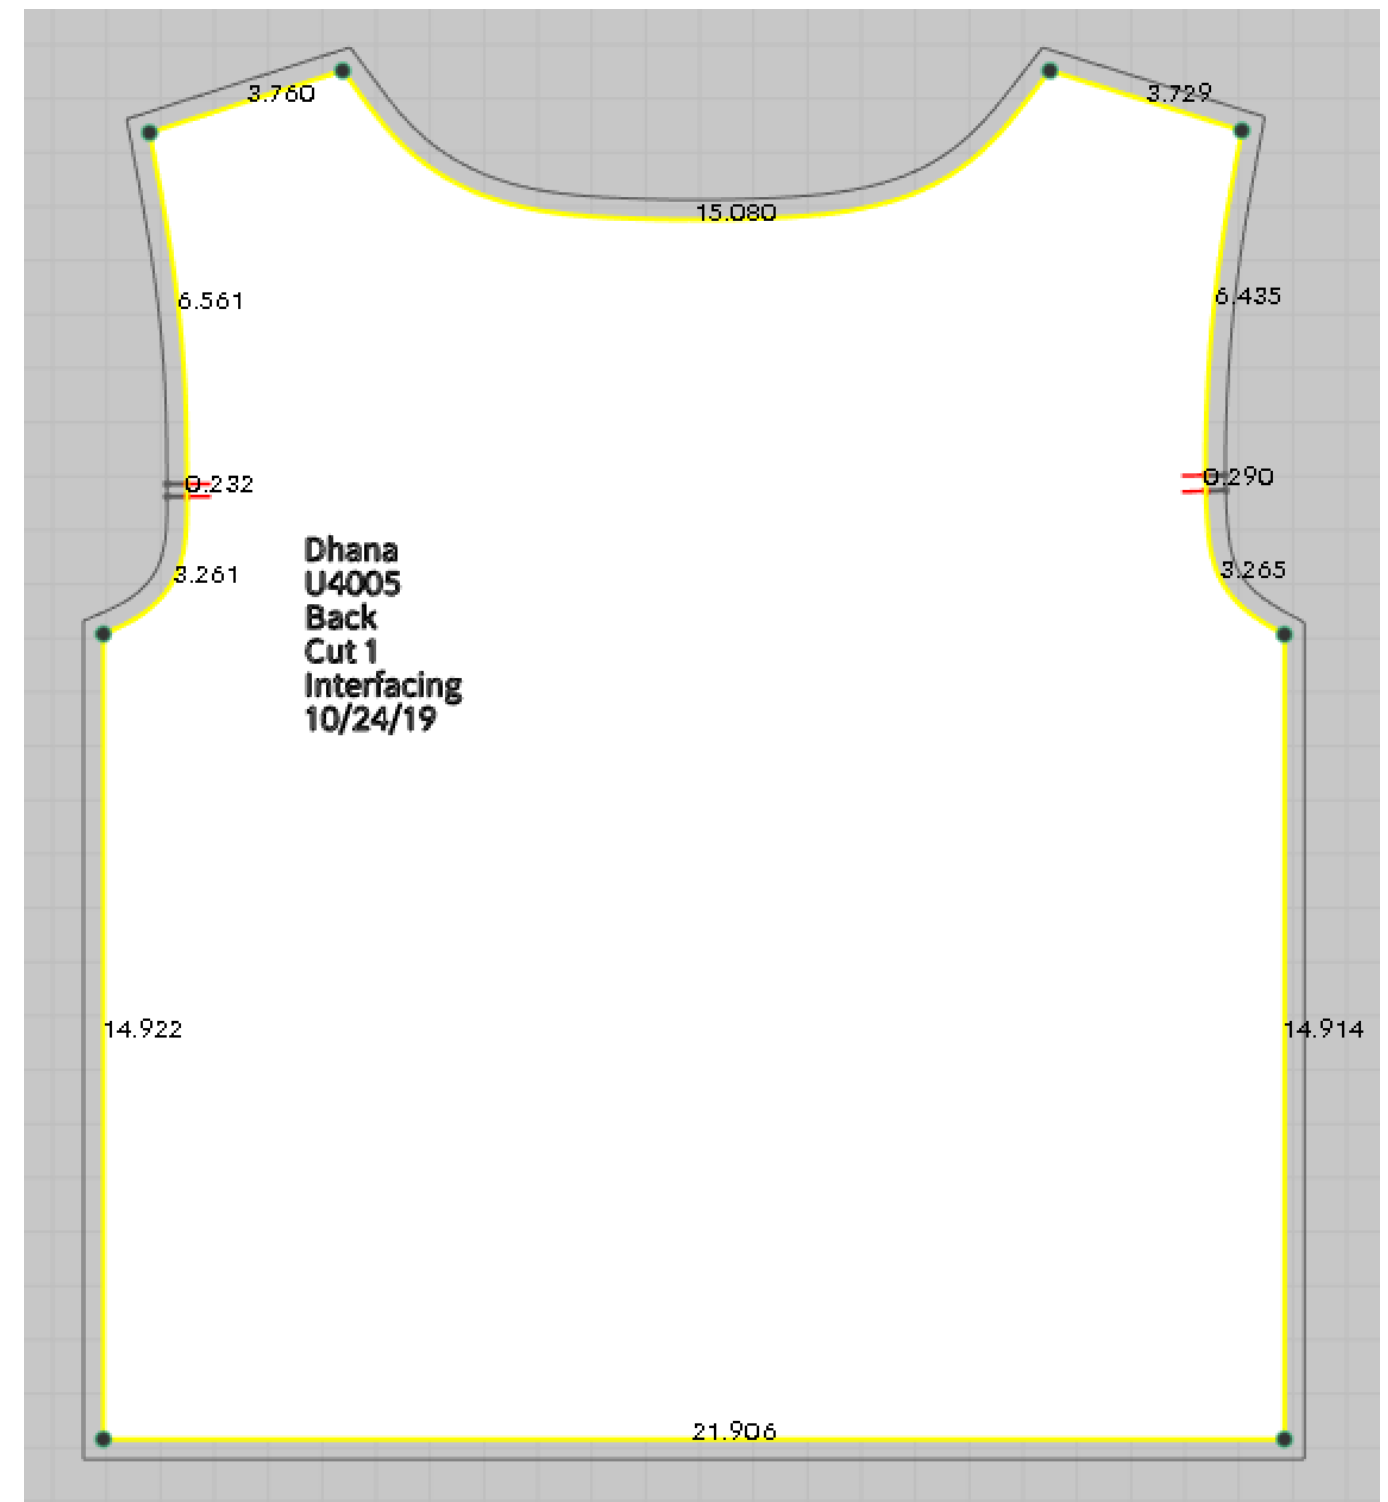 3.760
3.729
15.080
6.561
6.435
0.232
0.290
Dhana
U4005
Back
Cut 1
Interfacing
10/24/19
3.261
3.265
14.922
14.914
21.906